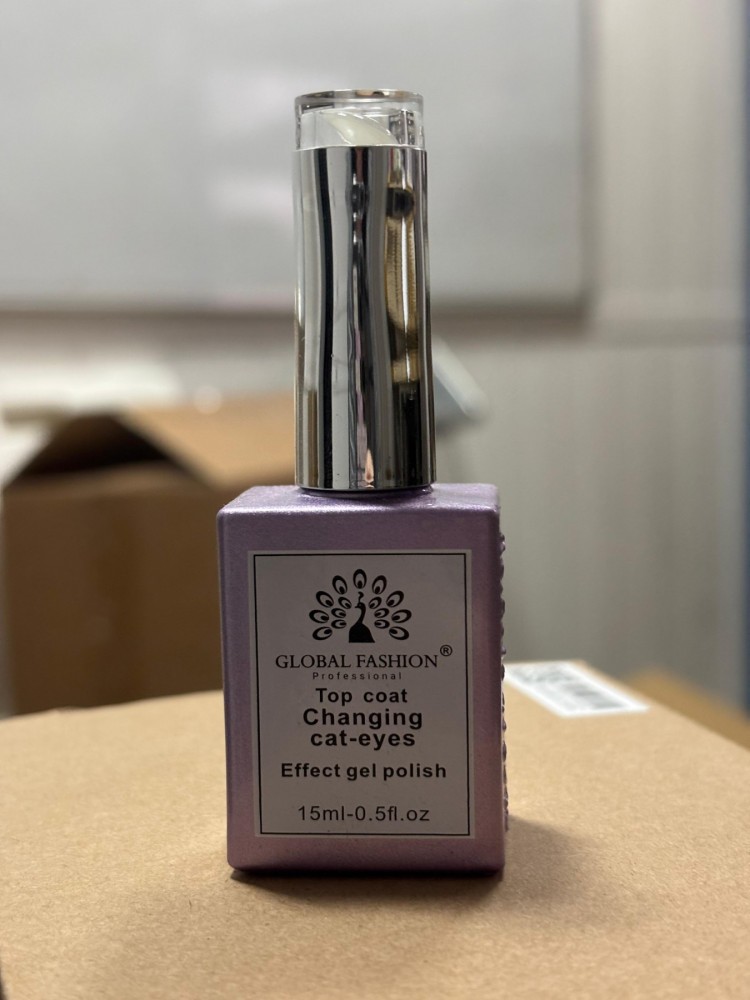 GLOBAL FASHION®
Professional
Top coat
Changing
cat-eyes
Effect gel polish
15ml-0.5fl.oz